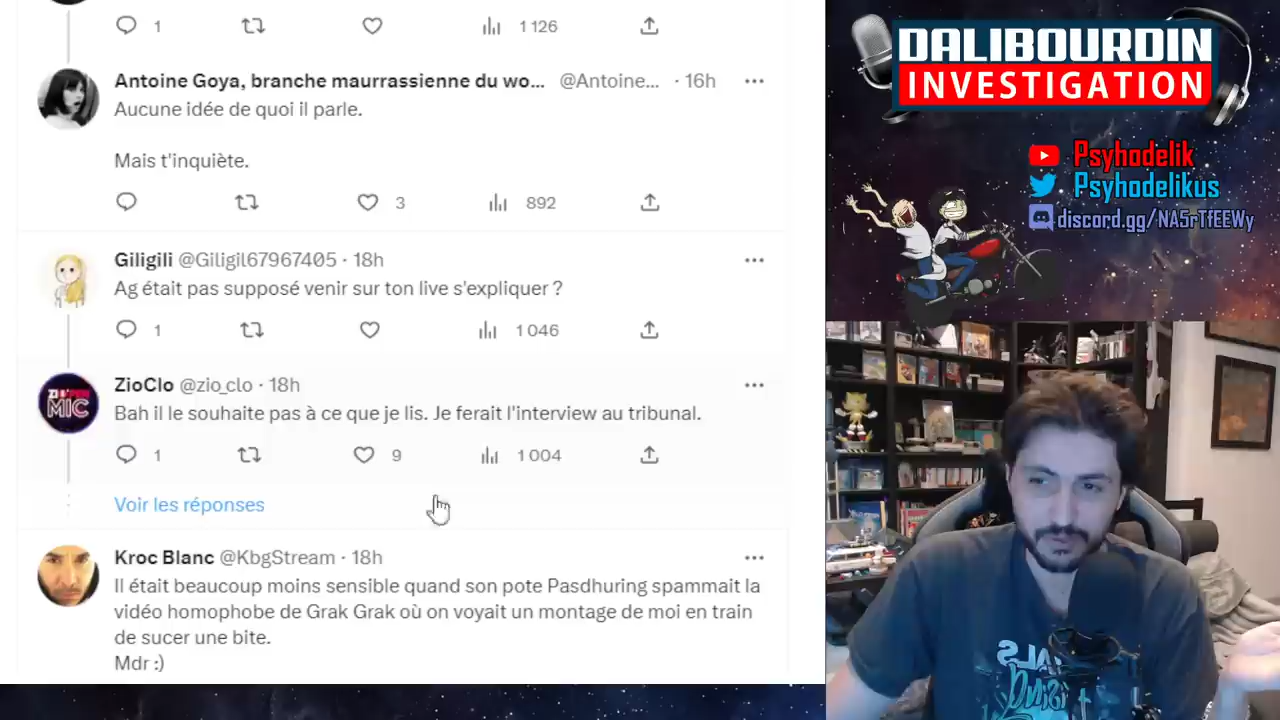 1 1 126
Antoine Goya, branche maurrassienne du wo... @Antoine... · 16h
Aucune idée de quoi il parle.
Mais t'inquiète.
3 892
Giligili @Giligil67967405 · 18h
Ag était pas supposé venir sur ton live s'expliquer ?
1 1 046
ZioClo @zio_clo · 18h
Bah il le souhaite pas à ce que je lis. Je ferait l'interview au tribunal.
1 9 1 004
Voir les réponses
Kroc Blanc @KbgStream · 18h
Il était beaucoup moins sensible quand son pote Pasdhuring spammait la
vidéo homophobe de Grak Grak où on voyait un montage de moi en train
de sucer une bite.
Mdr :)
DALIBOURDIN
INVESTIGATION
Psyhodelik
Psyhodelikus
discord.gg/NA5rTfEEWy
MIC